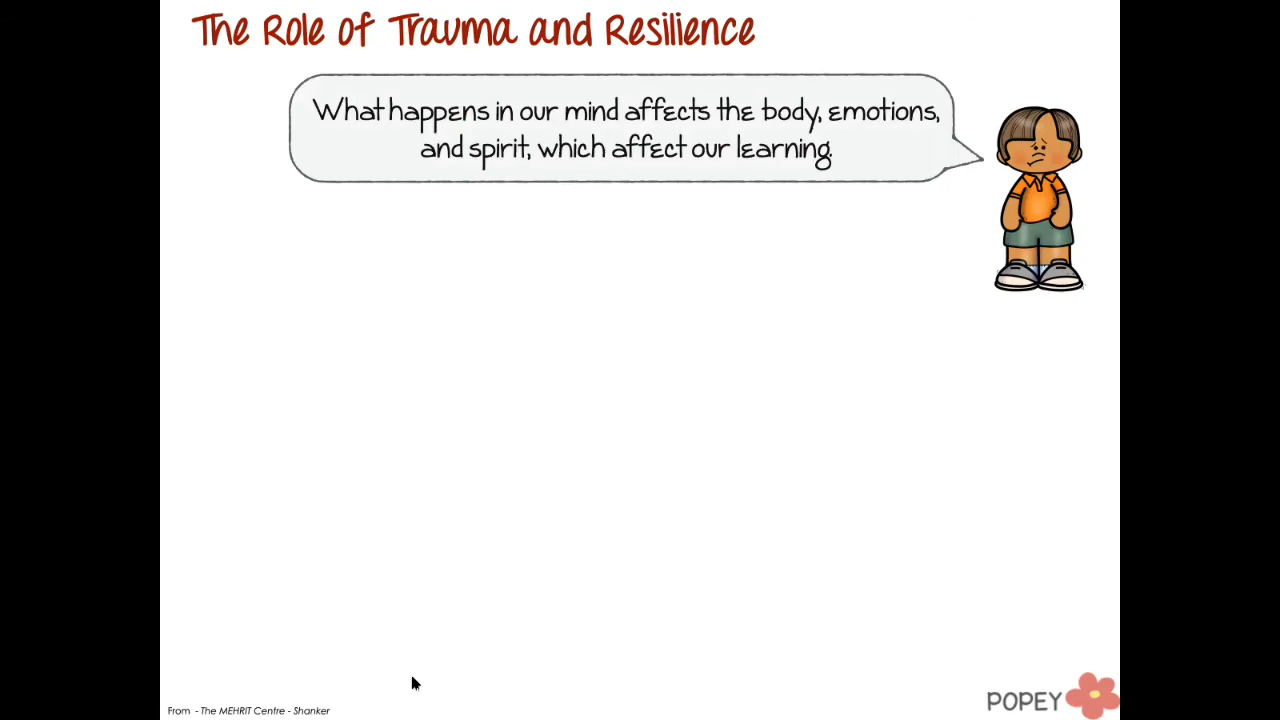 The Role of Trauma and Resilience
What happens in our mind affects the body, emotions,
and spirit, which affect our learning.
From - The MEHRIT Centre - Shanker
POPEY